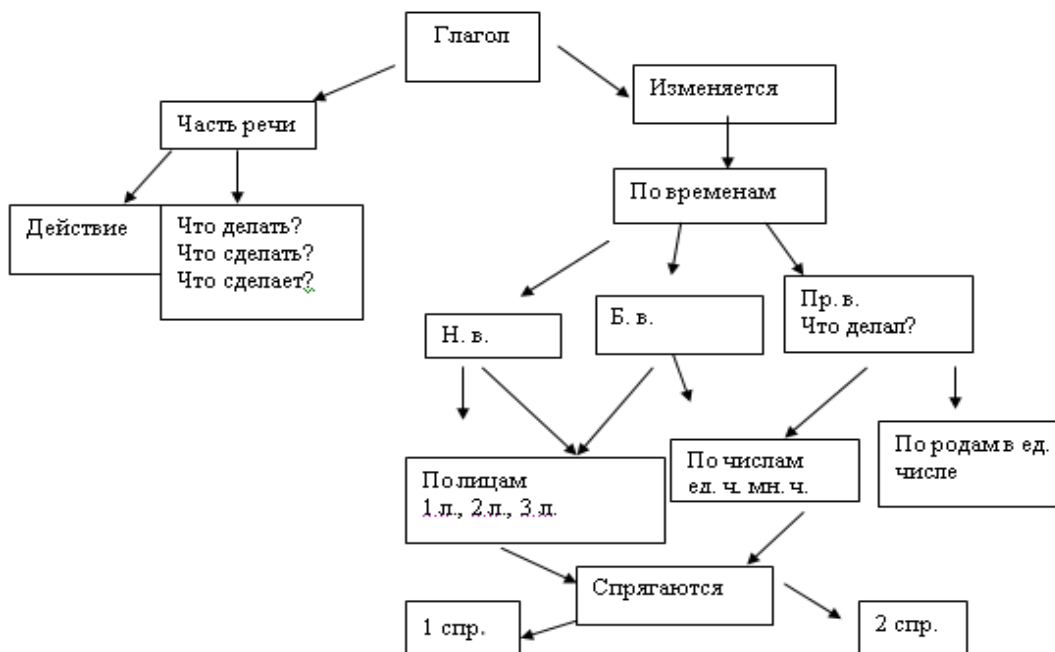 Глагол
Изменяется
Часть речи
По временам
Действие
Что делать?
Что сделать?
Что сделает?
Н. в.
Б. в.
Пр. в.
Что делал?
По лицам
1 л., 2 л., 3 л.
По числам
ед. ч. мн. ч.
По родам в ед.
числе
Спрягаются
1 спр.
2 спр.